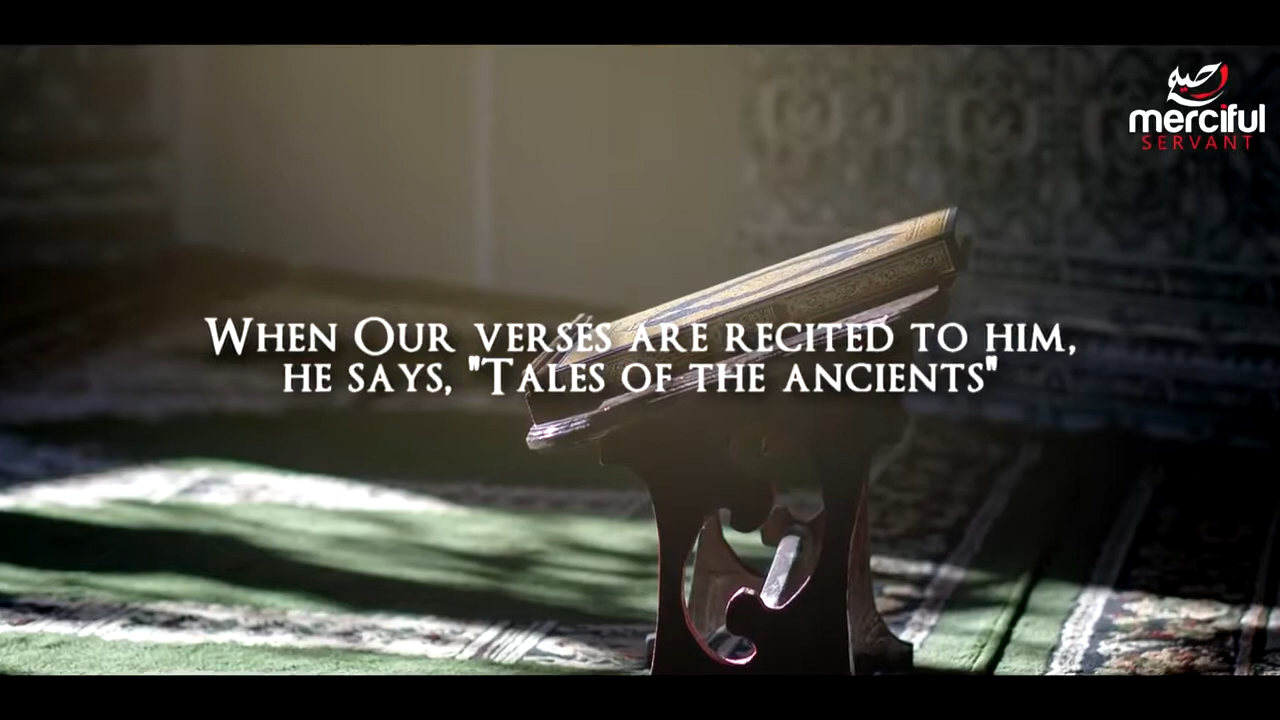 merciful
SERVANT
When Our verses are recited to him,
he says, "Tales of the ancients"